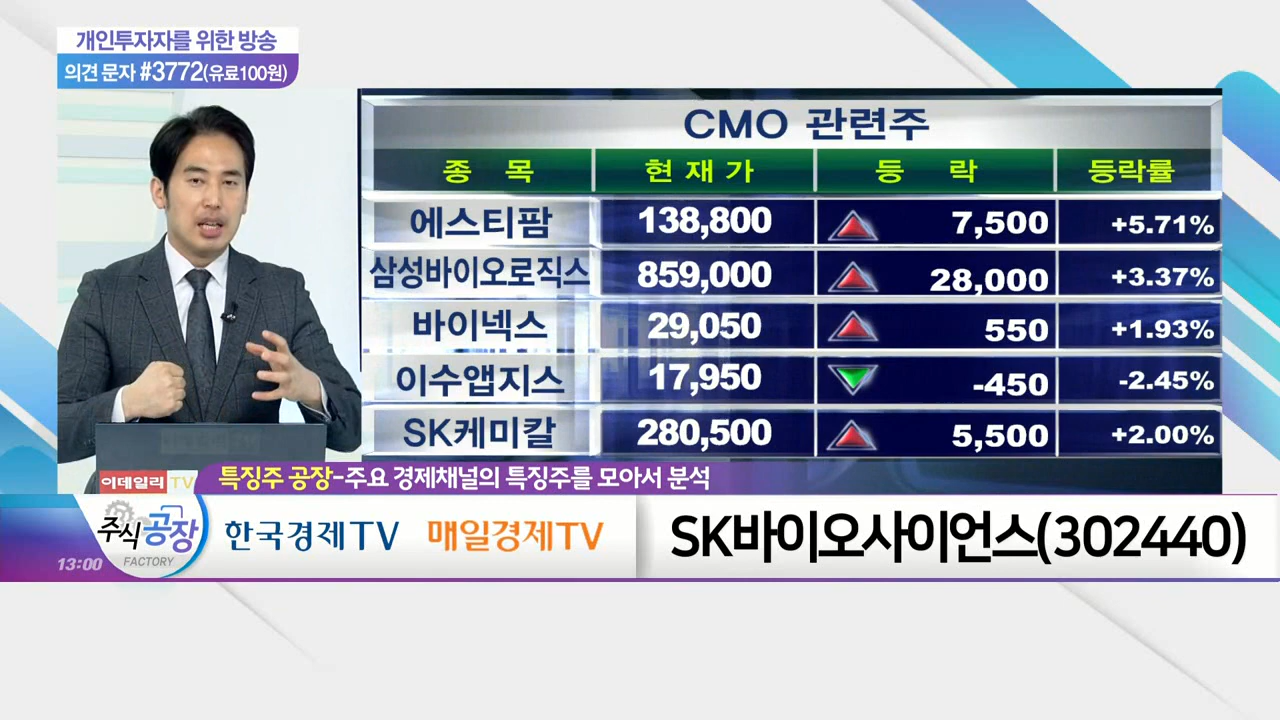 개인투자자를 위한 방송
의견 문자 #3772(유료100원)
CMO 관련주
종 목 현 재 가 등 락 등락률
에스티팜 138,800 7,500 +5.71%
삼성바이오로직스 859,000 28,000 +3.37%
바이넥스 29,050 550 +1.93%
이수앱지스 17,950 -450 -2.45%
SK케미칼 280,500 5,500 +2.00%
이데일리 TV 특징주 공장-주요 경제채널의 특징주를 모아서 분석
주식공장 FACTORY
한국경제TV 매일경제TV SK바이오사이언스(302440)
13:00